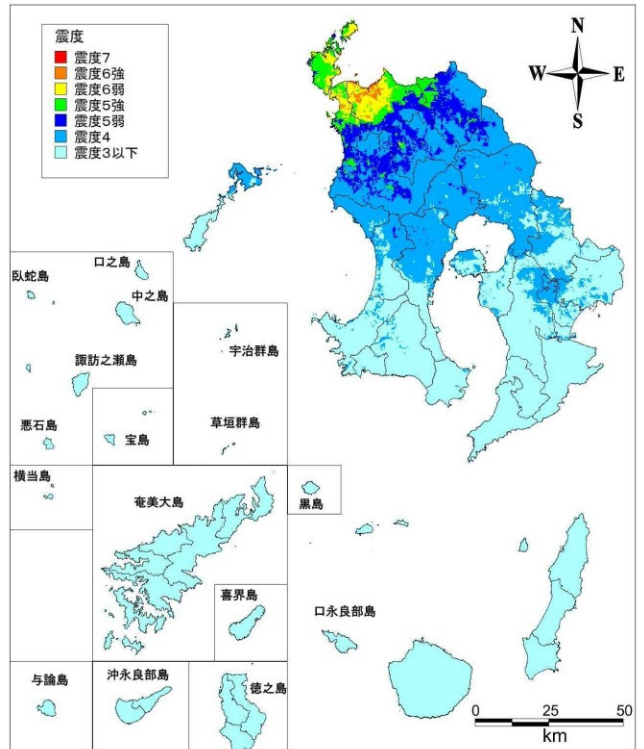 震度
震度7
震度6強
震度6弱
震度5強
震度5弱
震度4
震度3以下
N
W E
S
口之島
臥蛇島
中之島
宇治群島
諏訪之瀬島
草垣群島
悪石島
宝島
横当島
奄美大島
黒島
喜界島
口永良部島
与論島
沖永良部島
徳之島
0 25 50
km